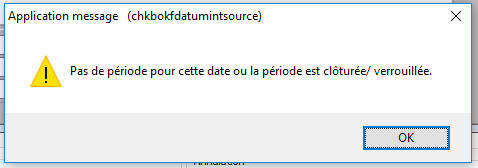 Application message (chkbokfdatumintsource)
Pas de période pour cette date ou la période est clôturée/ verrouillée.
OK